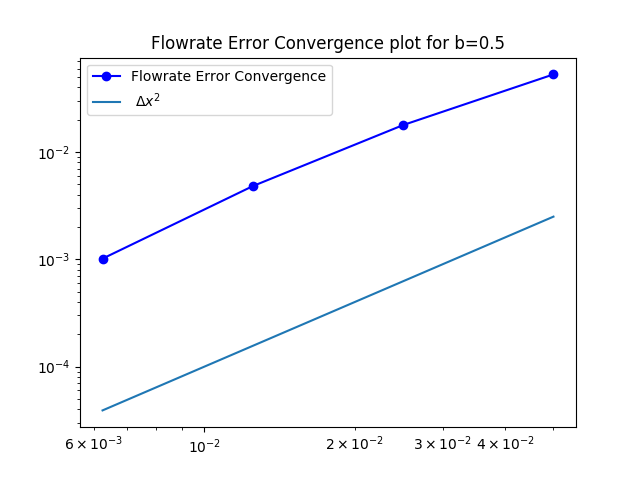 Flowrate Error Convergence plot for b=0.5
Flowrate Error Convergence
Δx²
10⁻²
10⁻³
10⁻⁴
6 × 10⁻³
10⁻²
2 × 10⁻²
3 × 10⁻²
4 × 10⁻²